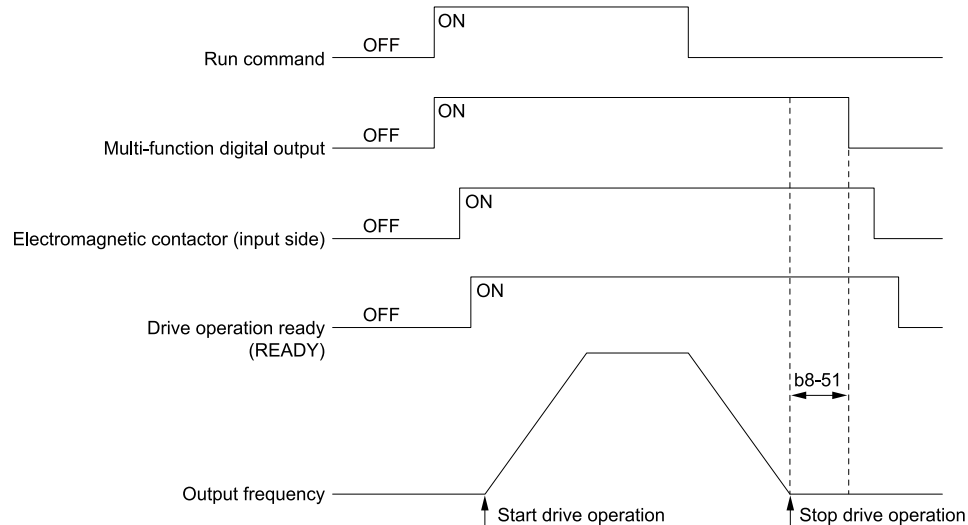 ON
OFF
Run command
ON
OFF
Multi-function digital output
ON
OFF
Electromagnetic contactor (input side)
ON
OFF
Drive operation ready
(READY)
b8-51
Output frequency
Start drive operation
Stop drive operation